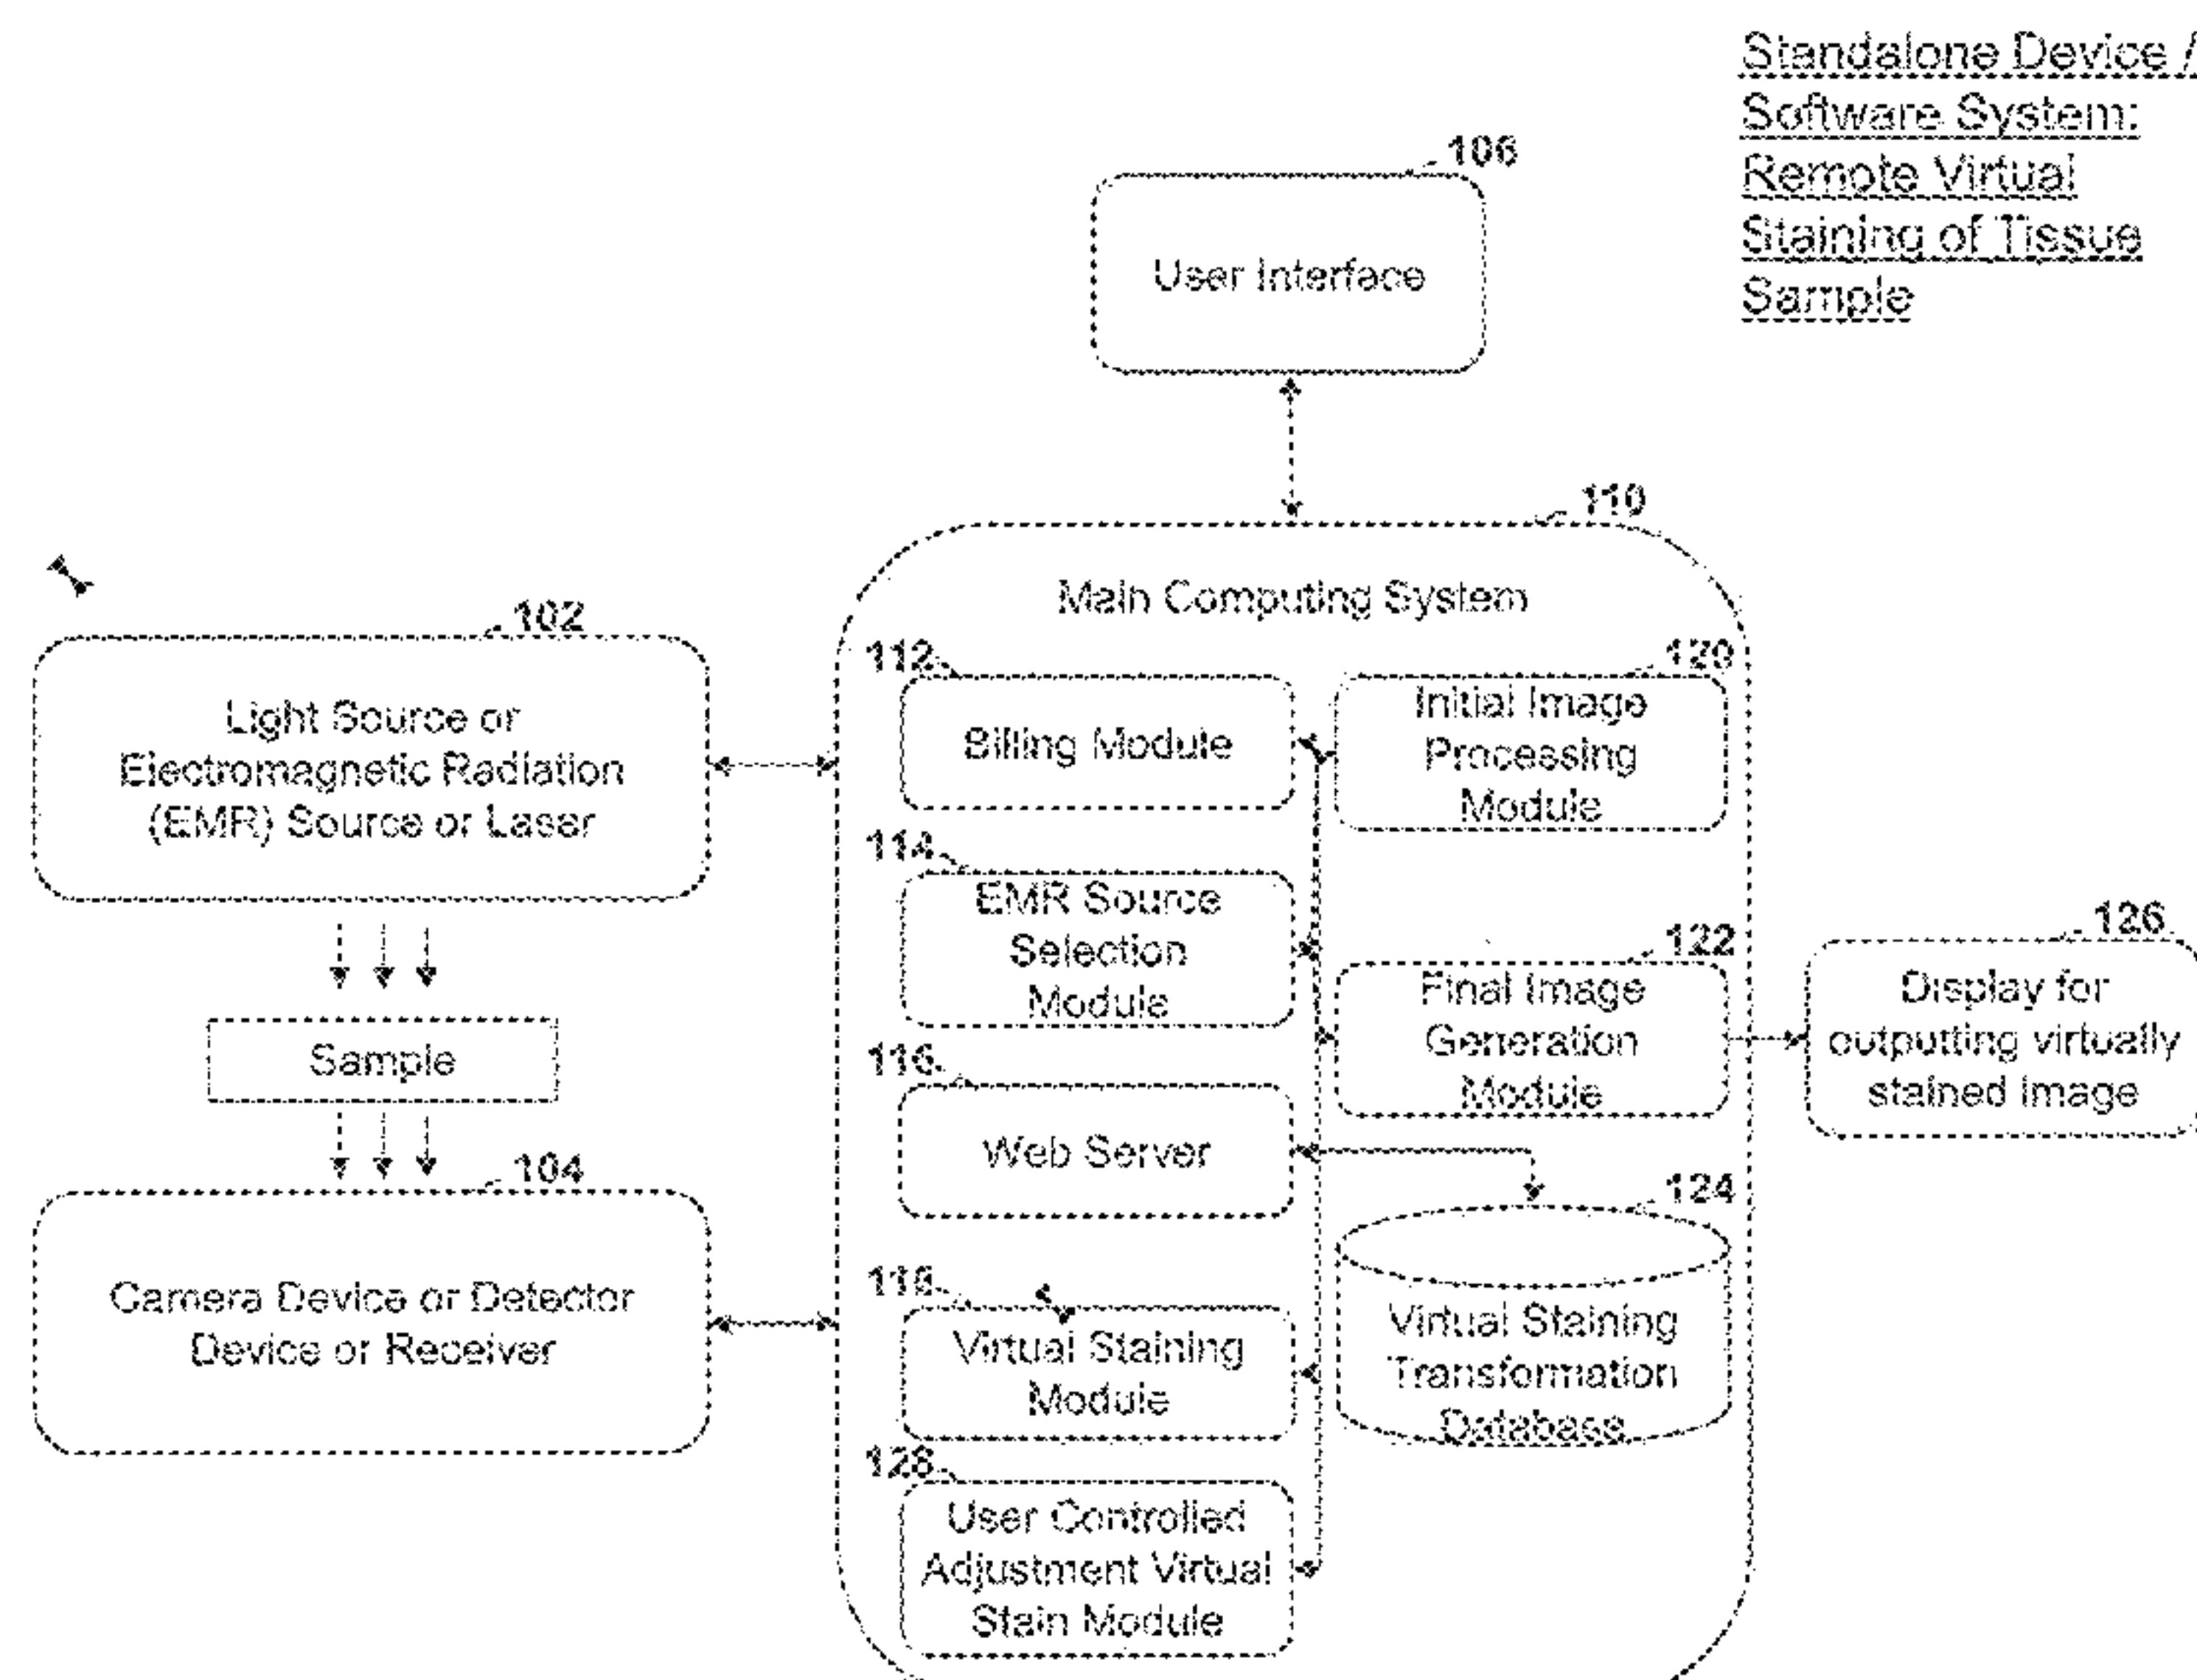 Standalone Device /
Software System:
Remote Virtual
Staining of Tissue
Sample
106
User Interface
110
Main Computing System
102
Light Source or
Electromagnetic Radiation
(EMR) Source or Laser
Sample
104
Camera Device or Detector
Device or Receiver
112
Billing Module
114
EMR Source
Selection
Module
116
Web Server
Virtual Staining
Module
128
User Controlled
Adjustment Virtual
Stain Module
120
Initial Image
Processing
Module
122
Final Image
Generation
Module
124
Virtual Staining
Transformation
Database
126
Display for
outputting virtually
stained image